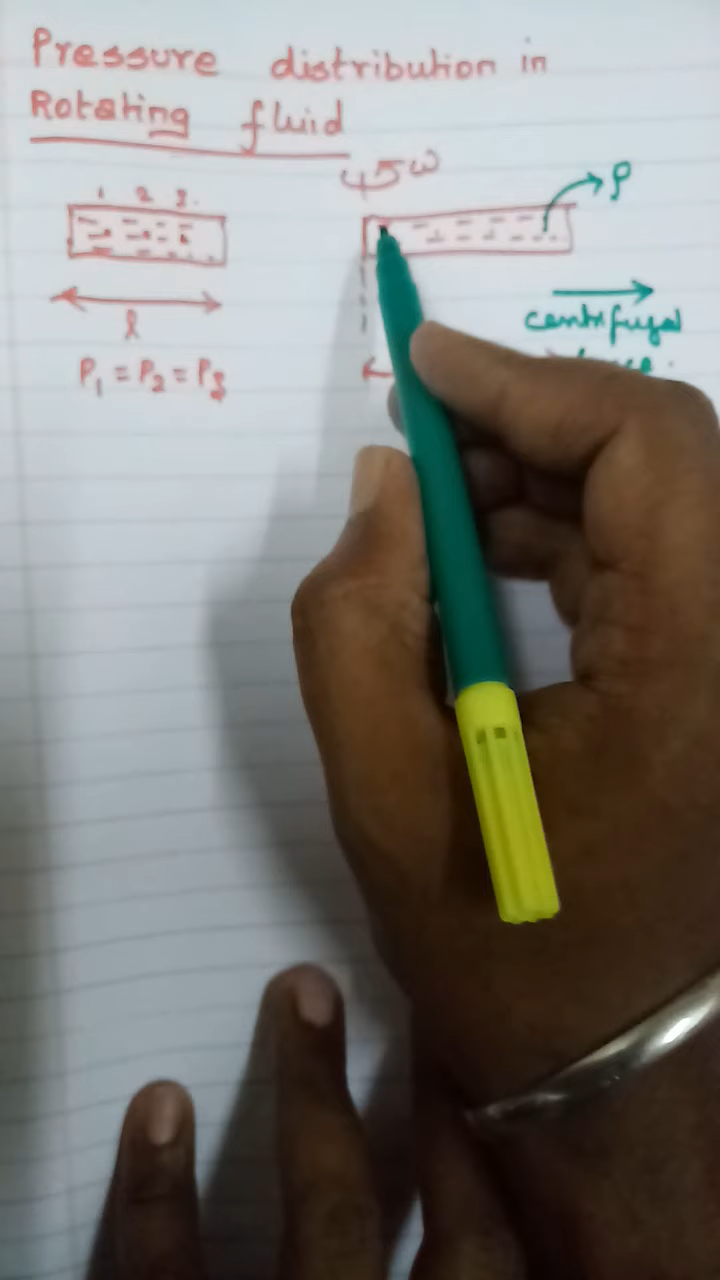 Pressure distribution in
Rotating fluid
1 2 3.
ω
ρ
l
centrifugal
P₁ = P₂ = P₃